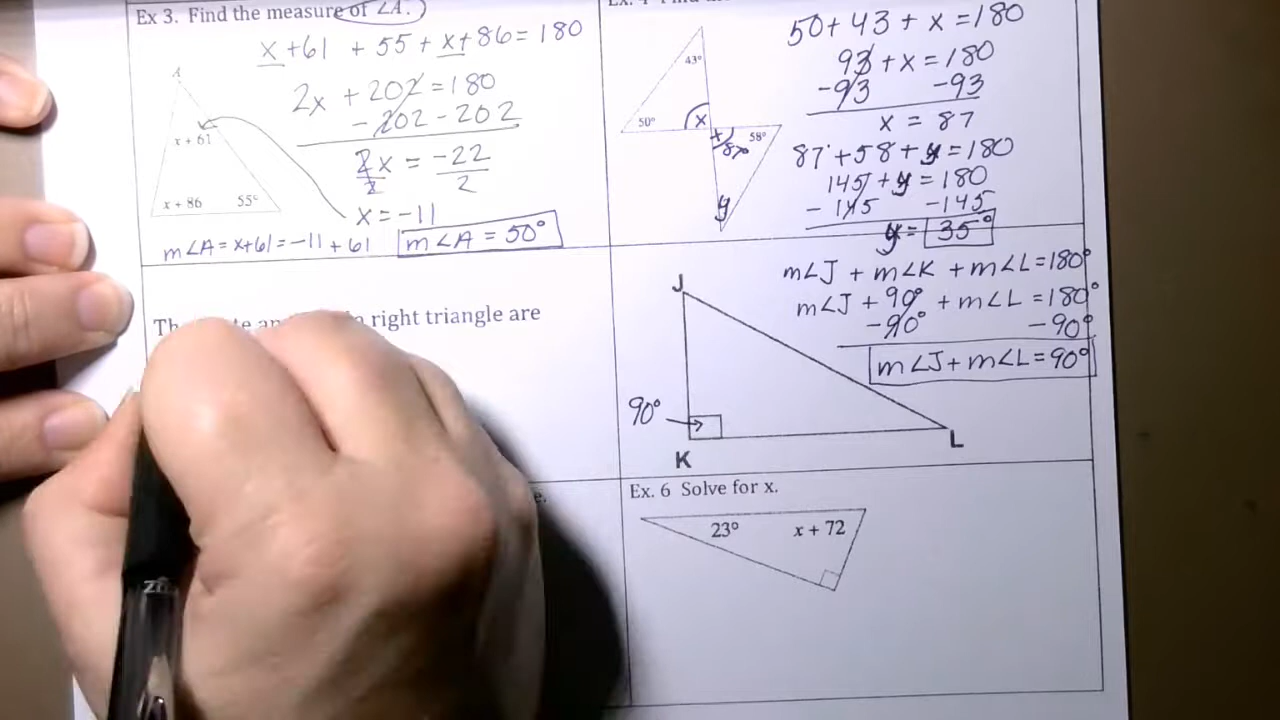 Ex 3. Find the measure of ∠A.
x+61 + 55 + x+86 = 180
2x + 202 = 180
- 202 - 202
2x = -22
2 2
x = -11
m∠A = x+61 = -11 + 61
m∠A = 50°
A
x + 61
x + 86
55°
50 + 43 + x = 180
93 + x = 180
-93 -93
x = 87
87 + 58 + y = 180
145 + y = 180
- 145 -145
y = 35°
43°
50°
x
x
58°
87
y
right triangle are
m∠J + m∠K + m∠L = 180°
m∠J + 90° + m∠L = 180°
-90° -90°
m∠J + m∠L = 90°
J
90°
K
L
Ex. 6 Solve for x.
23°
x + 72